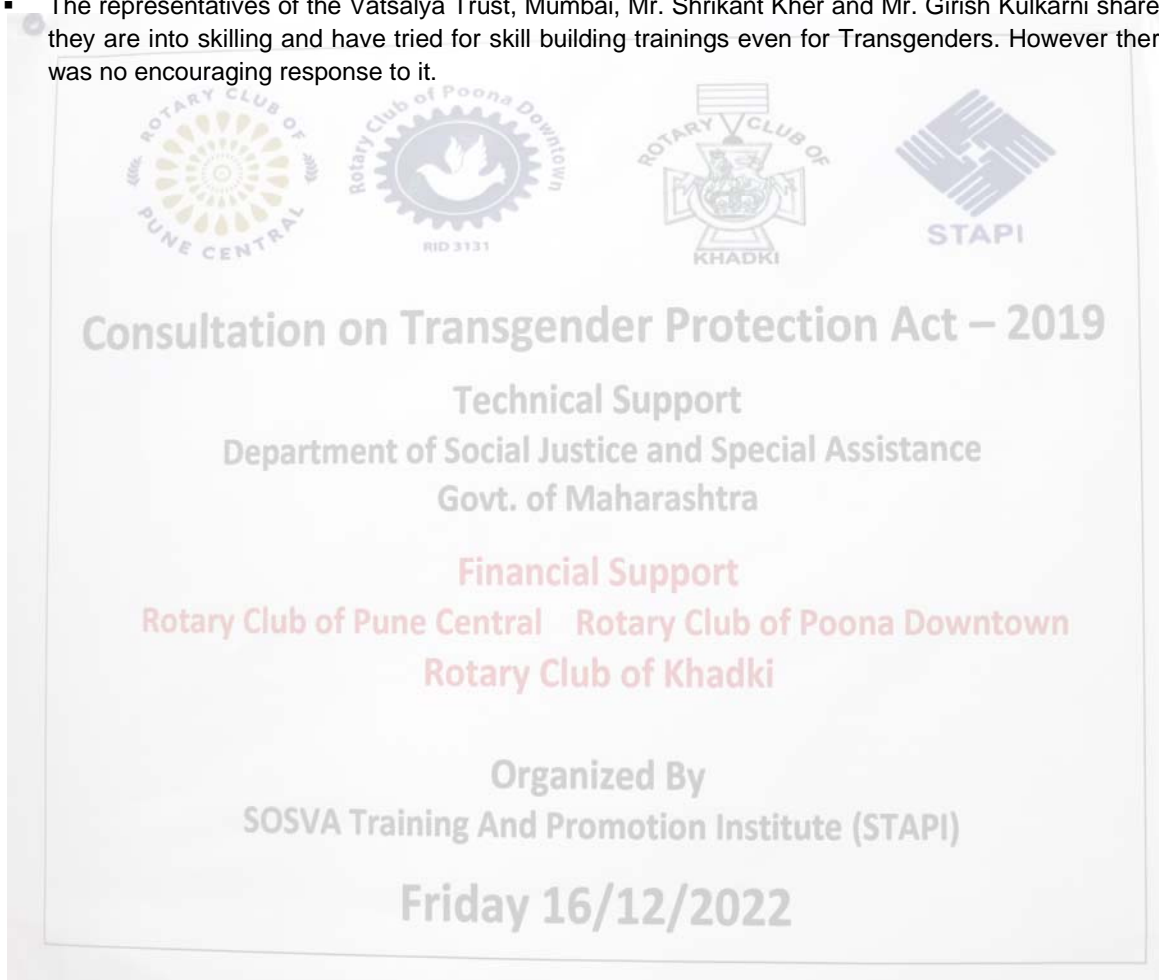 ▪ The representatives of the Vatsalya Trust, Mumbai, Mr. Shrikant Kher and Mr. Girish Kulkarni share
they are into skilling and have tried for skill building trainings even for Transgenders. However ther
was no encouraging response to it.
ROTARY CLUB OF
PUNE CENTRAL
Rotary Club of Poona Downtown
RID 3131
ROTARY CLUB OF
KHADKI
STAPI
Consultation on Transgender Protection Act – 2019
Technical Support
Department of Social Justice and Special Assistance
Govt. of Maharashtra
Financial Support
Rotary Club of Pune Central Rotary Club of Poona Downtown
Rotary Club of Khadki
Organized By
SOSVA Training And Promotion Institute (STAPI)
Friday 16/12/2022